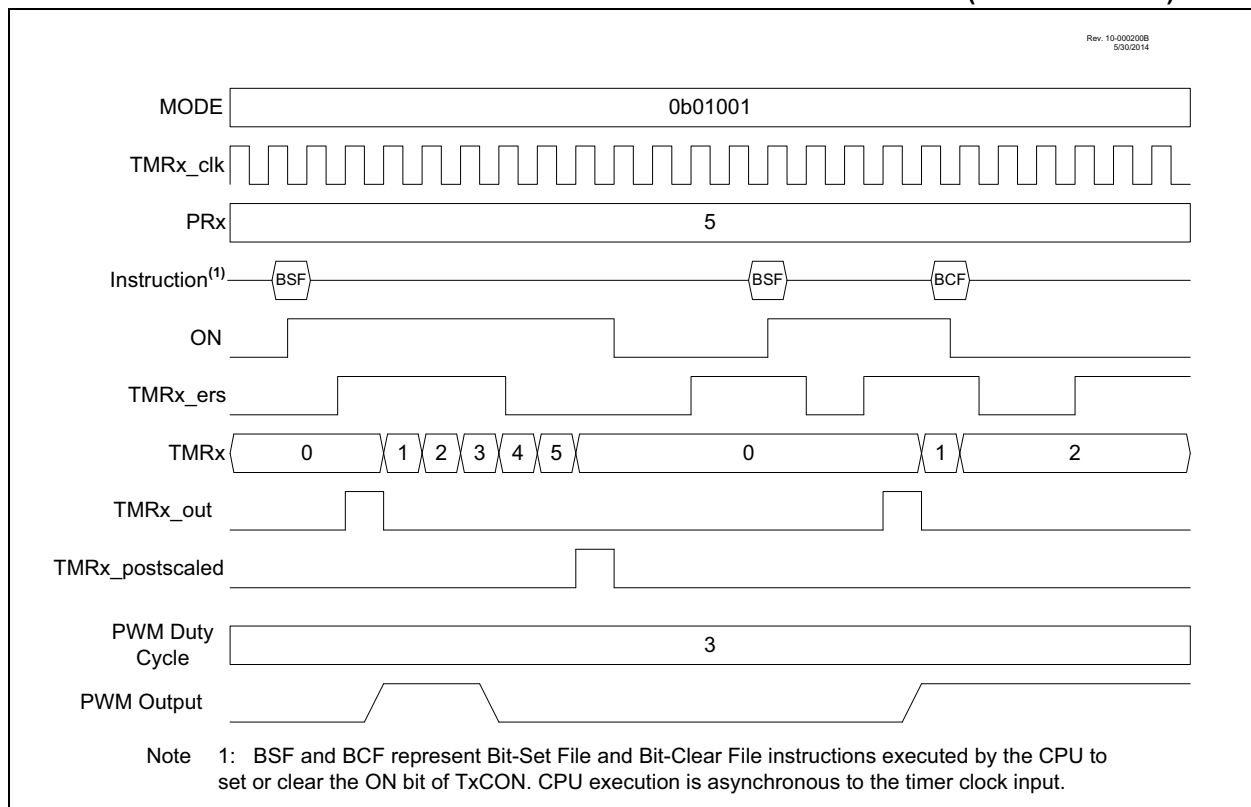 Rev. 10-000200B
5/30/2014
MODE 0b01001
TMRx_clk
PRx 5
Instruction(1) BSF BSF BCF
ON
TMRx_ers
TMRx 0 1 2 3 4 5 0 1 2
TMRx_out
TMRx_postscaled
PWM Duty
Cycle 3
PWM Output
Note 1: BSF and BCF represent Bit-Set File and Bit-Clear File instructions executed by the CPU to
set or clear the ON bit of TxCON. CPU execution is asynchronous to the timer clock input.